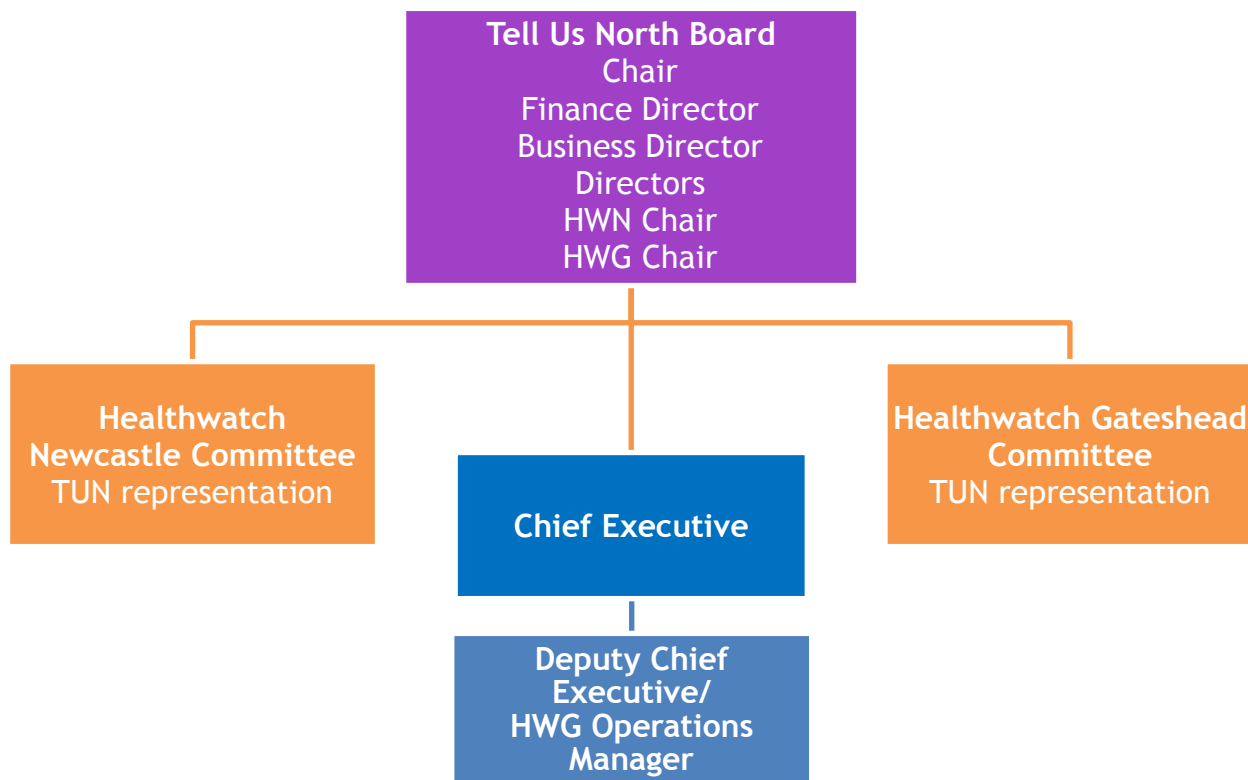 Tell Us North Board
Chair
Finance Director
Business Director
Directors
HWN Chair
HWG Chair
Healthwatch
Newcastle Committee
TUN representation
Healthwatch Gateshead
Committee
TUN representation
Chief Executive
Deputy Chief
Executive/
HWG Operations
Manager